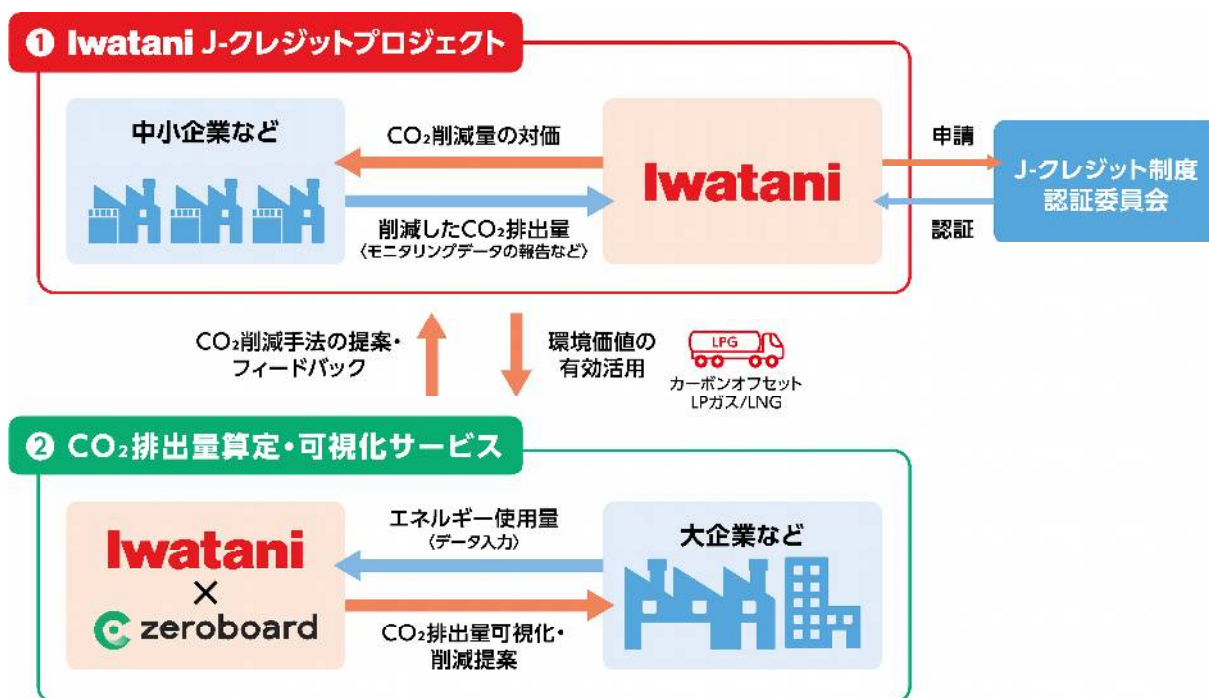 ❶ Iwatani J-クレジットプロジェクト
中小企業など
CO₂削減量の対価
削減したCO₂排出量
〈モニタリングデータの報告など〉
Iwatani
申請
認証
J-クレジット制度
認証委員会
CO₂削減手法の提案・
フィードバック
環境価値の
有効活用
LPG
カーボンオフセット
LPガス/LNG
❷ CO₂排出量算定・可視化サービス
Iwatani
×
zeroboard
エネルギー使用量
〈データ入力〉
CO₂排出量可視化・
削減提案
大企業など